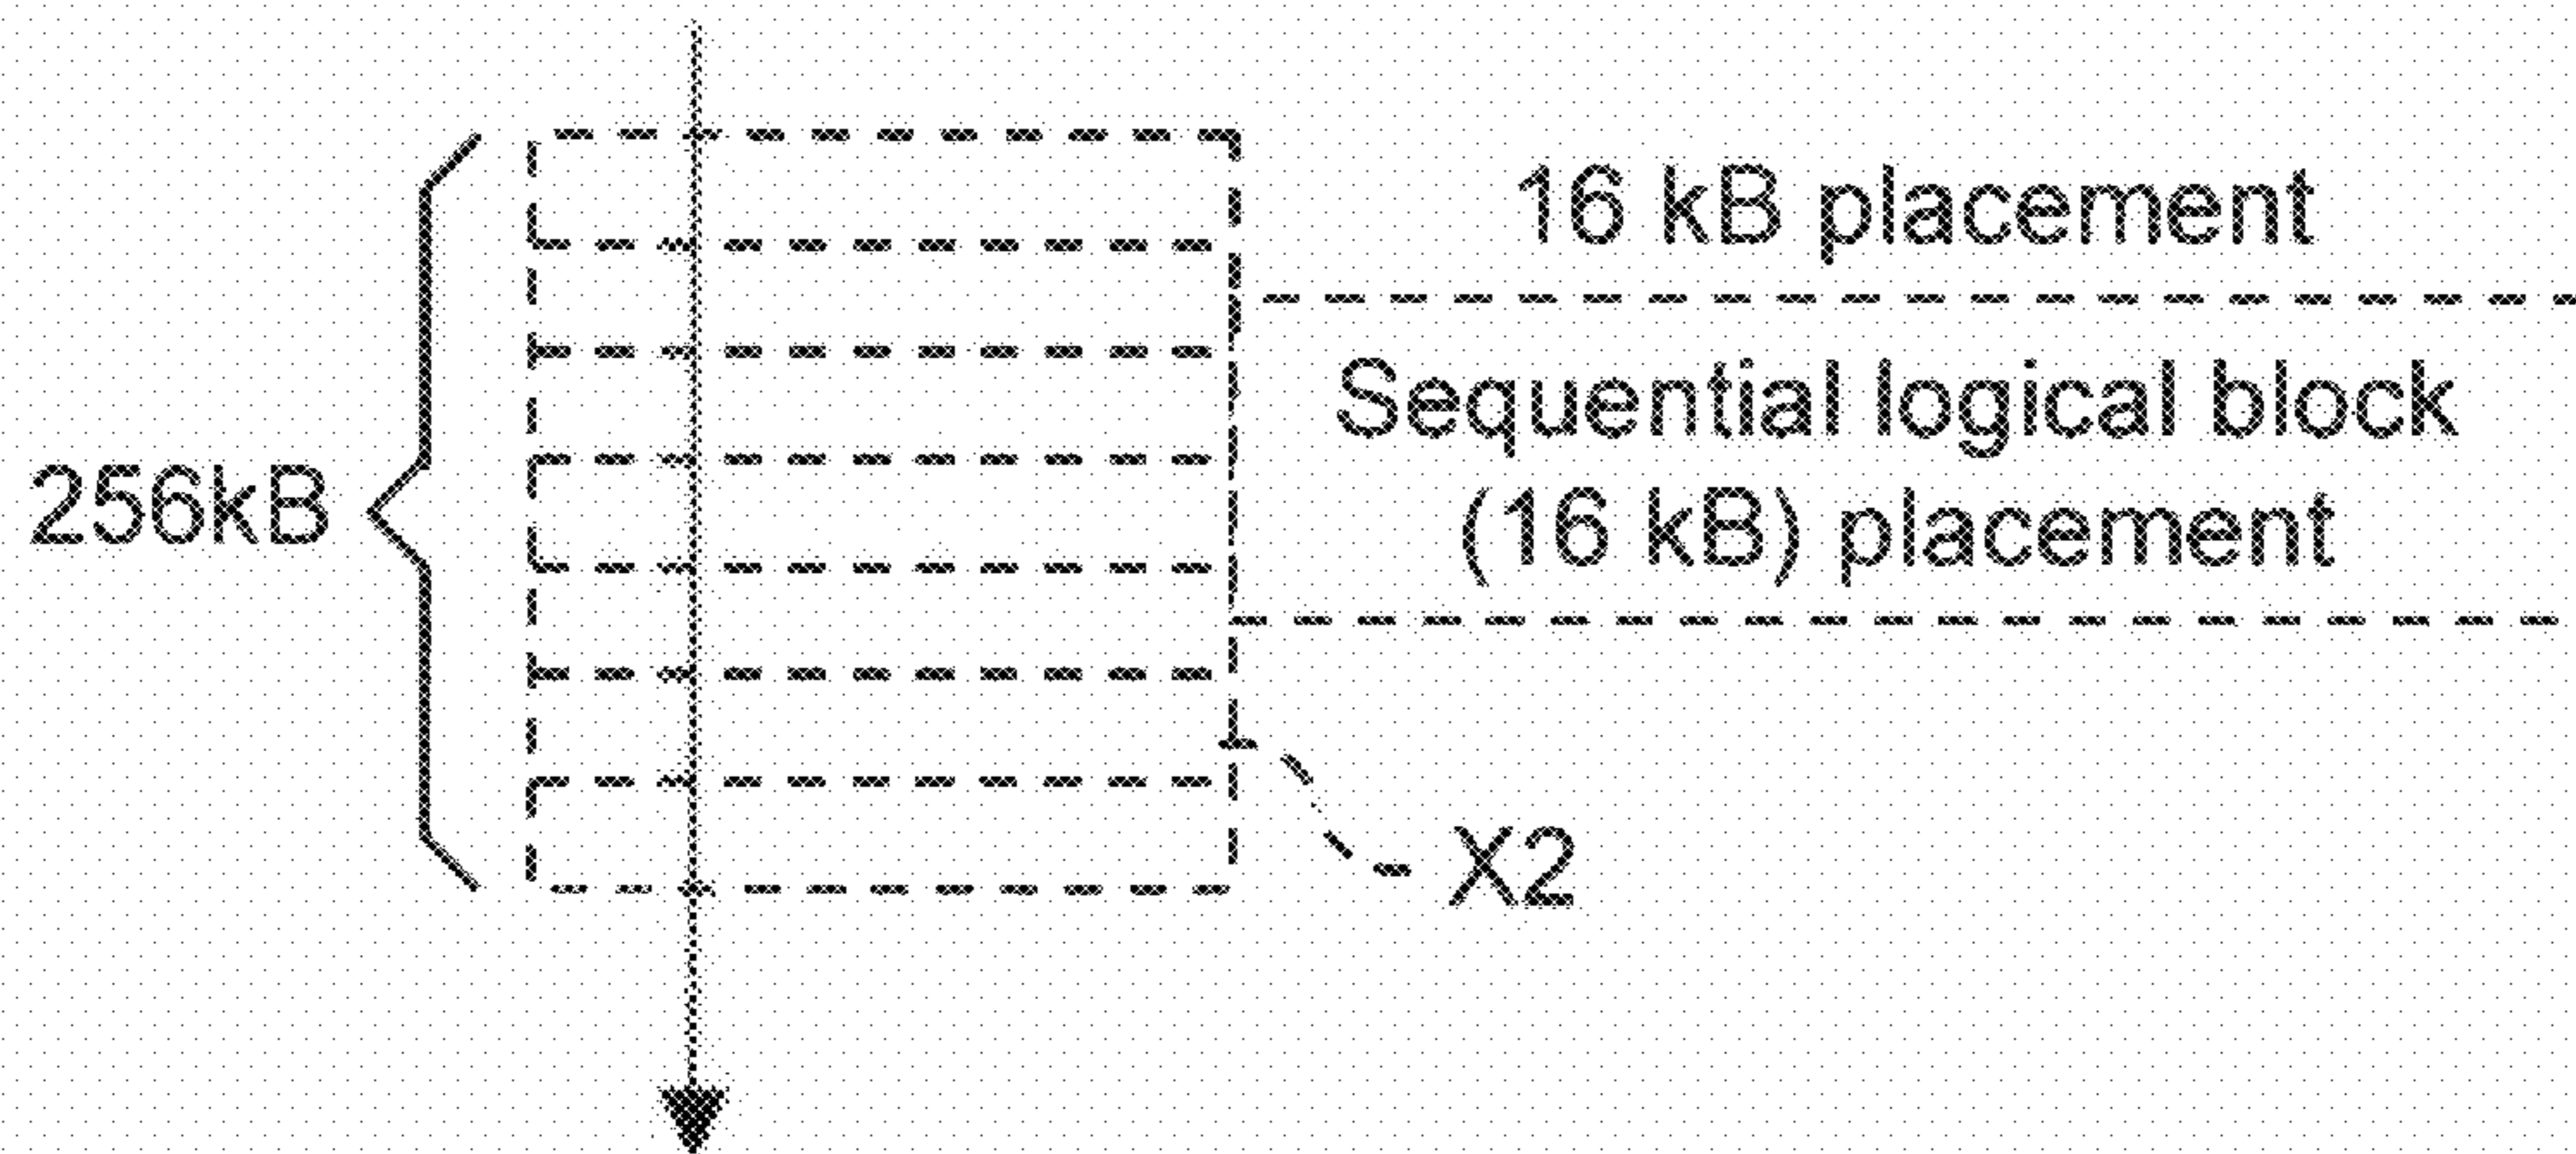 16 kB placement
Sequential logical block
(16 kB) placement
256kB
X2